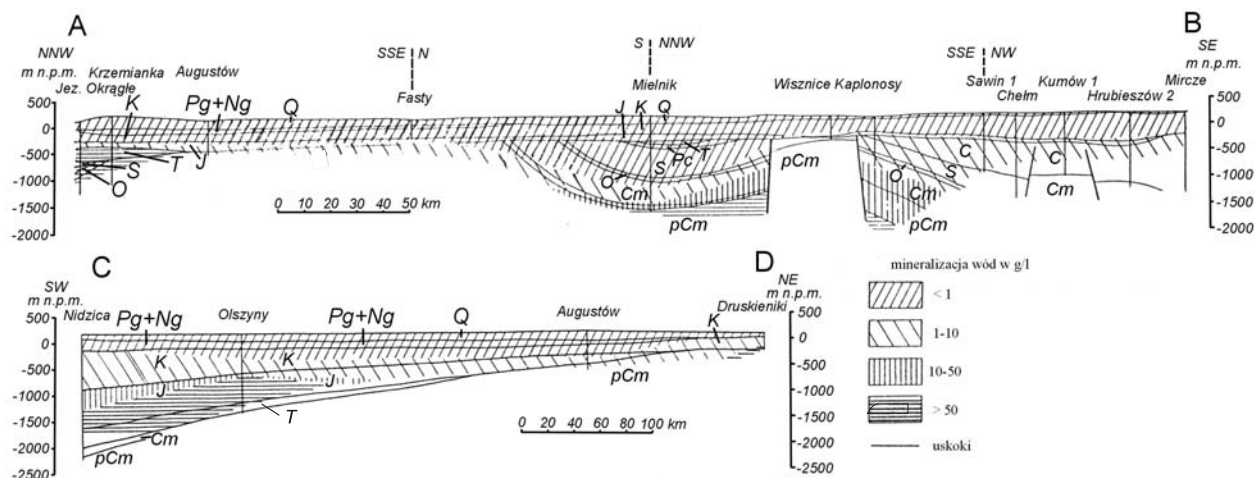 A
B
NNW
SSE N
S NNW
SSE NW
SE
m n.p.m.
Krzemianka
Augustów
Mielnik
Wisznice Kaplonosy
Sawin 1
Kumów 1
Mircze
m n.p.m.
Jez. Okrągłe
Fasty
Chełm
Hrubieszów 2
500
K
Pg+Ng
Q
J K Q
500
0
0
-500
T J
Pc T
C C
-500
S
S
pCm
O S
-1000
O
O Cm
Cm Cm
-1000
-1500
-1500
-2000
0 10 20 30 40 50 km
pCm
pCm
-2000
C
D
SW
NE
m n.p.m.
m n.p.m.
Nidzica
Pg+Ng
Olszyny
Pg+Ng
Q
Augustów
Druskieniki
K
500
500
0
K
K
0
-500
J
pCm
-500
-1000
-1000
-1500
T
0 20 40 60 80 100 km
-1500
-2000
Cm
-2000
pCm
-2500
-2500
mineralizacja wód w g/l
< 1
1-10
10-50
> 50
uskoki